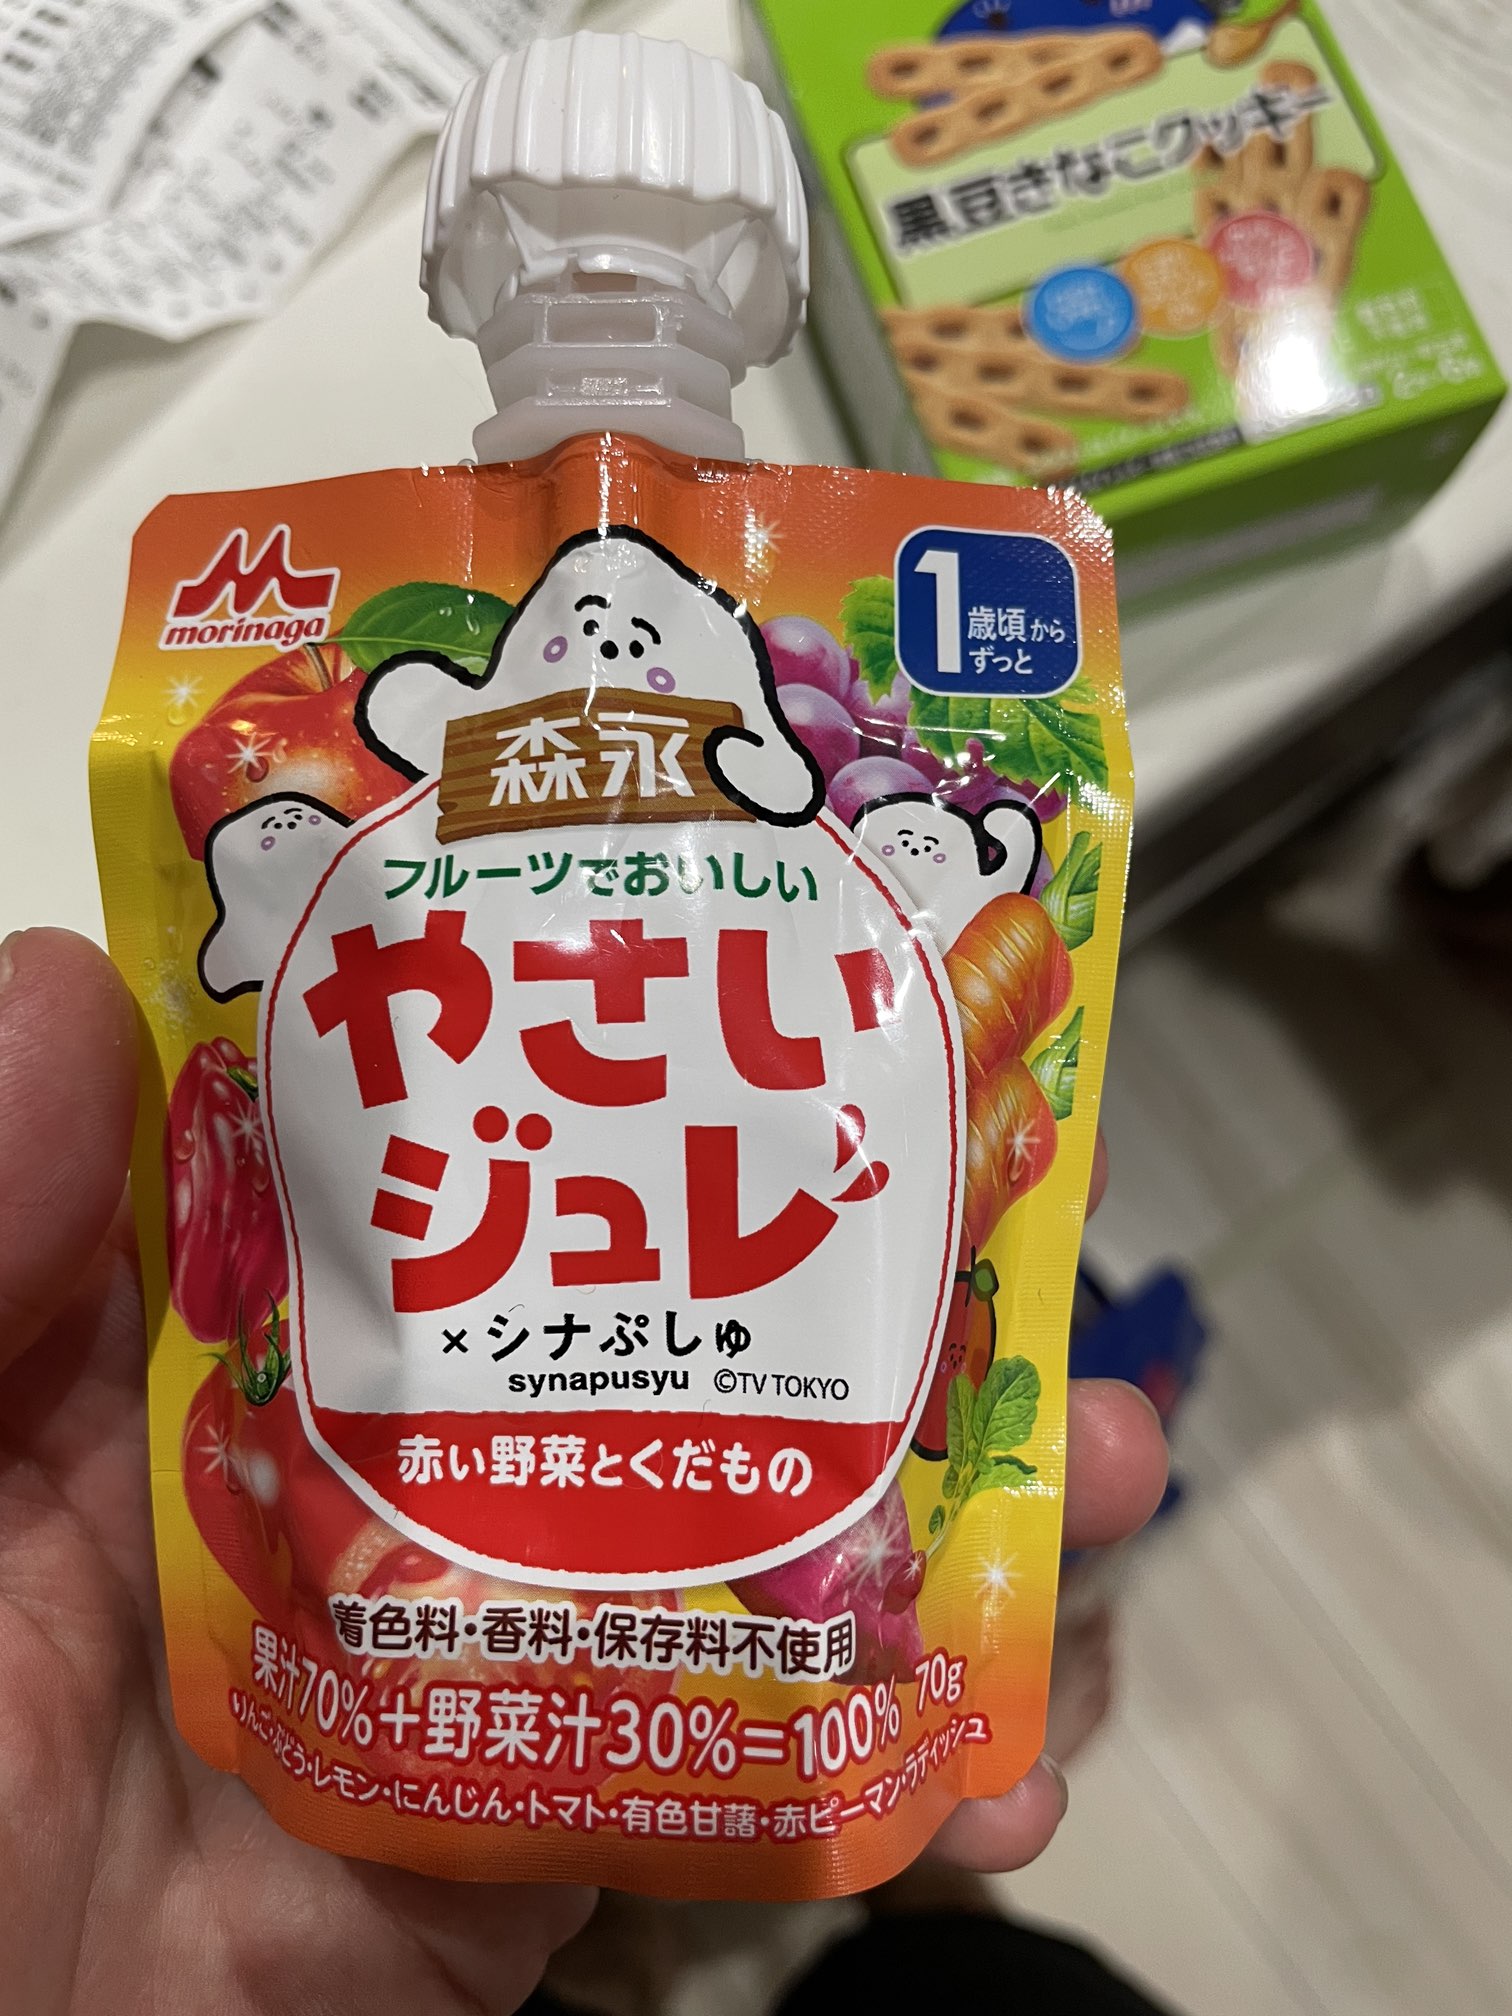 黒豆きなこクッキー
morinaga
1歳頃から
ずっと
森永
フルーツでおいしい
やさい
ジュレ
×シナぷしゅ
synapusyu ©TV TOKYO
赤い野菜とくだもの
着色料・香料・保存料不使用
果汁70%+野菜汁30%=100% 70g
りんご・ぶどう・レモン・にんじん・トマト・有色甘藷・赤ピーマン・ラディッシュ